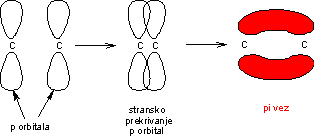 C C C C C C
p orbitala
stransko
prekrivanje
p orbital
pi vez